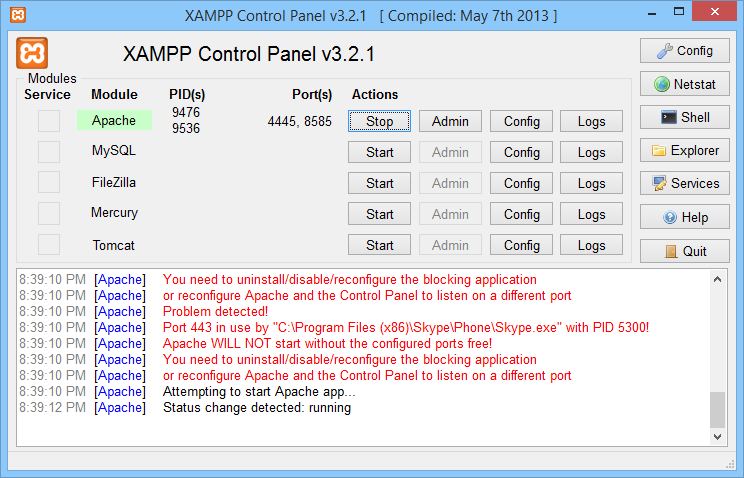 XAMPP Control Panel v3.2.1 [ Compiled: May 7th 2013 ]
XAMPP Control Panel v3.2.1
Config
Modules
Service Module PID(s) Port(s) Actions
Netstat
Apache 9476 9536 4445, 8585 Stop Admin Config Logs
Shell
MySQL Start Admin Config Logs
Explorer
FileZilla Start Admin Config Logs
Services
Mercury Start Admin Config Logs
Help
Tomcat Start Admin Config Logs
Quit
8:39:10 PM [Apache] You need to uninstall/disable/reconfigure the blocking application
8:39:10 PM [Apache] or reconfigure Apache and the Control Panel to listen on a different port
8:39:10 PM [Apache] Problem detected!
8:39:10 PM [Apache] Port 443 in use by "C:\Program Files (x86)\Skype\Phone\Skype.exe" with PID 5300!
8:39:10 PM [Apache] Apache WILL NOT start without the configured ports free!
8:39:10 PM [Apache] You need to uninstall/disable/reconfigure the blocking application
8:39:10 PM [Apache] or reconfigure Apache and the Control Panel to listen on a different port
8:39:10 PM [Apache] Attempting to start Apache app...
8:39:12 PM [Apache] Status change detected: running